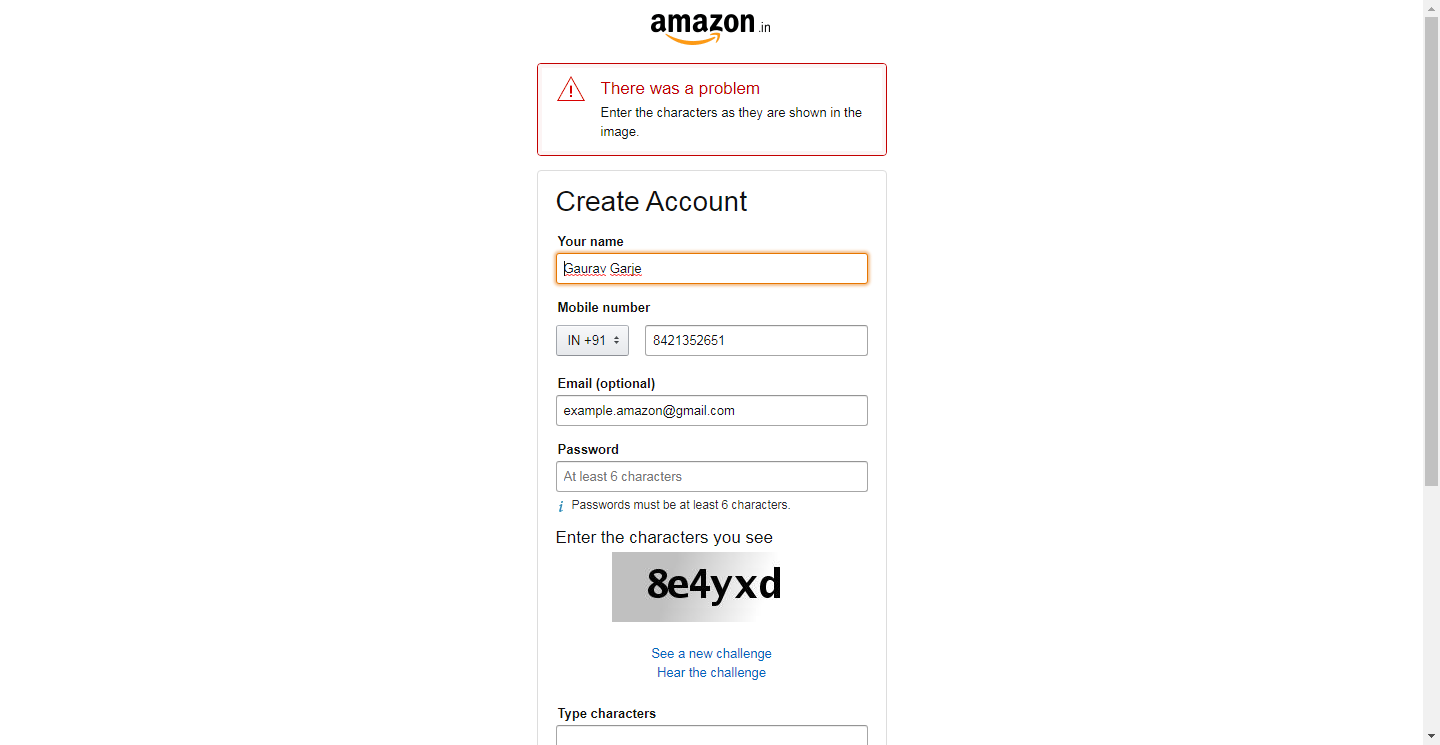 amazon.in
There was a problem
Enter the characters as they are shown in the
image.
Create Account
Your name
Gaurav Garje
Mobile number
IN +91 8421352651
Email (optional)
example.amazon@gmail.com
Password
At least 6 characters
i Passwords must be at least 6 characters.
Enter the characters you see
8e4yxd
See a new challenge
Hear the challenge
Type characters